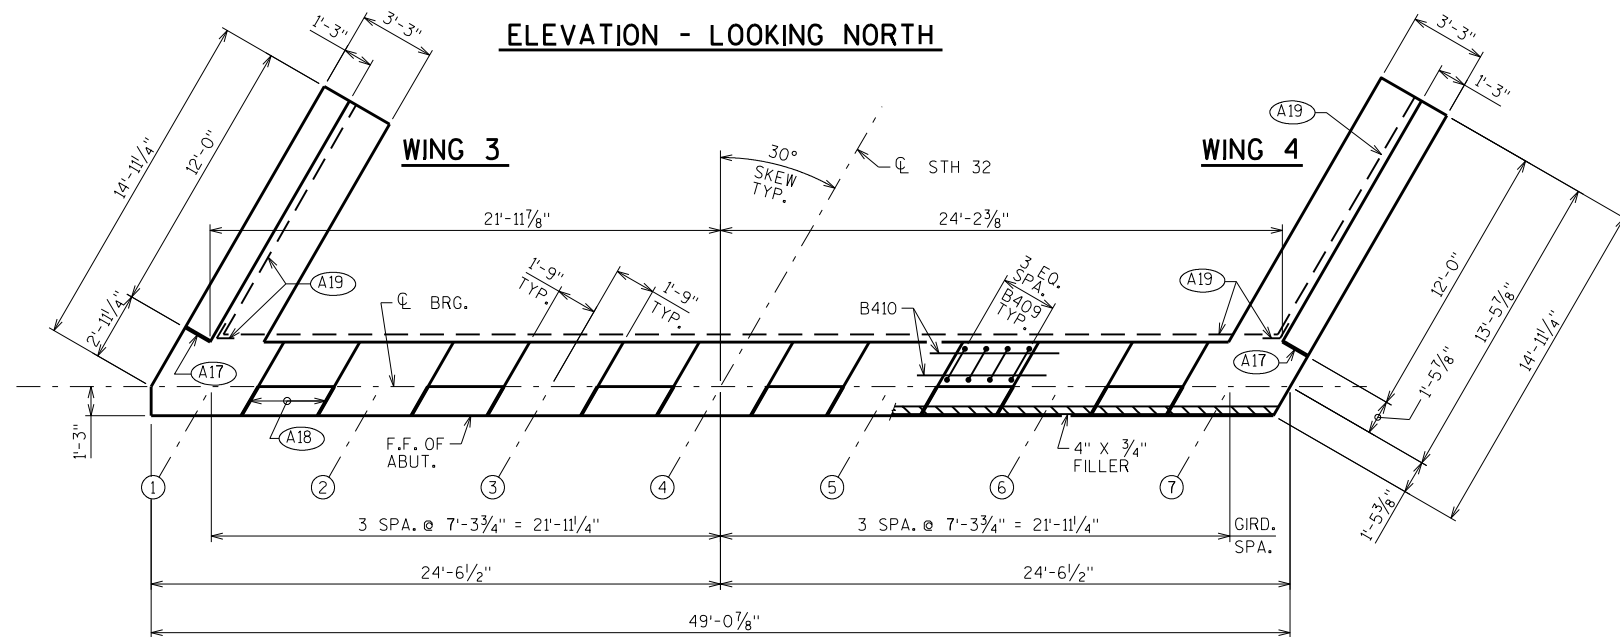 ELEVATION - LOOKING NORTH
1'-3"
3'-3"
14'-11¼"
12'-0"
2'-11¼"
WING 3
30°
SKEW
TYP.
℄ STH 32
WING 4
3'-3"
1'-3"
A19
21'-11⅞"
24'-2⅜"
A19
1'-9"
TYP.
1'-9"
TYP.
℄ BRG.
3 EQ.
SPA.
B409
TYP.
B410
A19
A17
A17
12'-0"
13'-5⅞"
14'-11¼"
1'-5⅞"
1'-5⅜"
1'-3"
A18
F.F. OF
ABUT.
4" X ¾"
FILLER
1
2
3
4
5
6
7
3 SPA. @ 7'-3¾" = 21'-11¼"
3 SPA. @ 7'-3¾" = 21'-11¼"
GIRD.
SPA.
24'-6½"
24'-6½"
49'-0⅞"